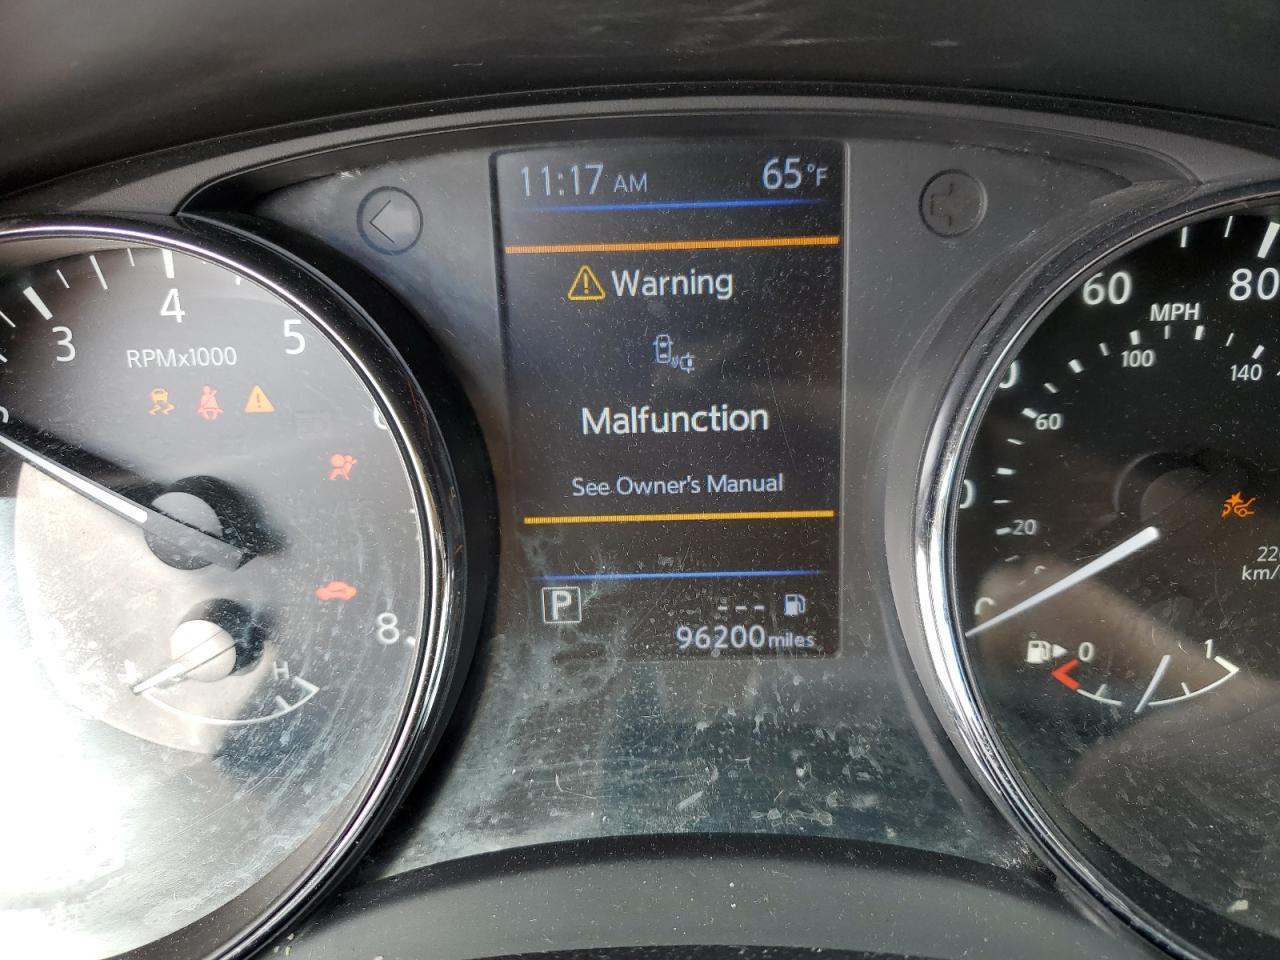 11:17 AM 65°F
Warning
Malfunction
See Owner's Manual
P ---
96200 miles
3 4 5
RPMx1000
8
H
60 80
MPH
100 140
60
20
km/
0 1